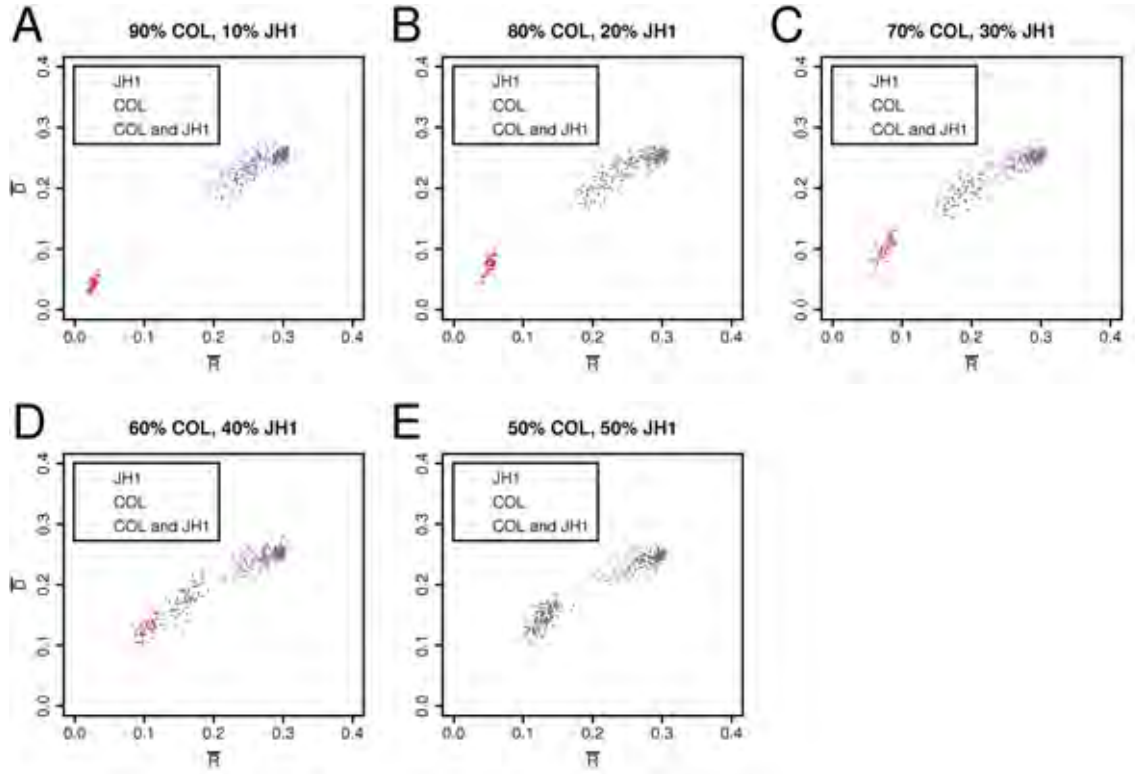 A
90% COL, 10% JH1
JH1
COL
COL and JH1
0.4
0.3
0.2
0.1
0.0
0.0 0.1 0.2 0.3 0.4
R̅
B
80% COL, 20% JH1
JH1
COL
COL and JH1
0.4
0.3
0.2
0.1
0.0
0.0 0.1 0.2 0.3 0.4
R̅
C
70% COL, 30% JH1
JH1
COL
COL and JH1
0.4
0.3
0.2
0.1
0.0
0.0 0.1 0.2 0.3 0.4
R̅
D
60% COL, 40% JH1
JH1
COL
COL and JH1
0.4
0.3
0.2
0.1
0.0
0.0 0.1 0.2 0.3 0.4
R̅
E
50% COL, 50% JH1
JH1
COL
COL and JH1
0.4
0.3
0.2
0.1
0.0
0.0 0.1 0.2 0.3 0.4
R̅